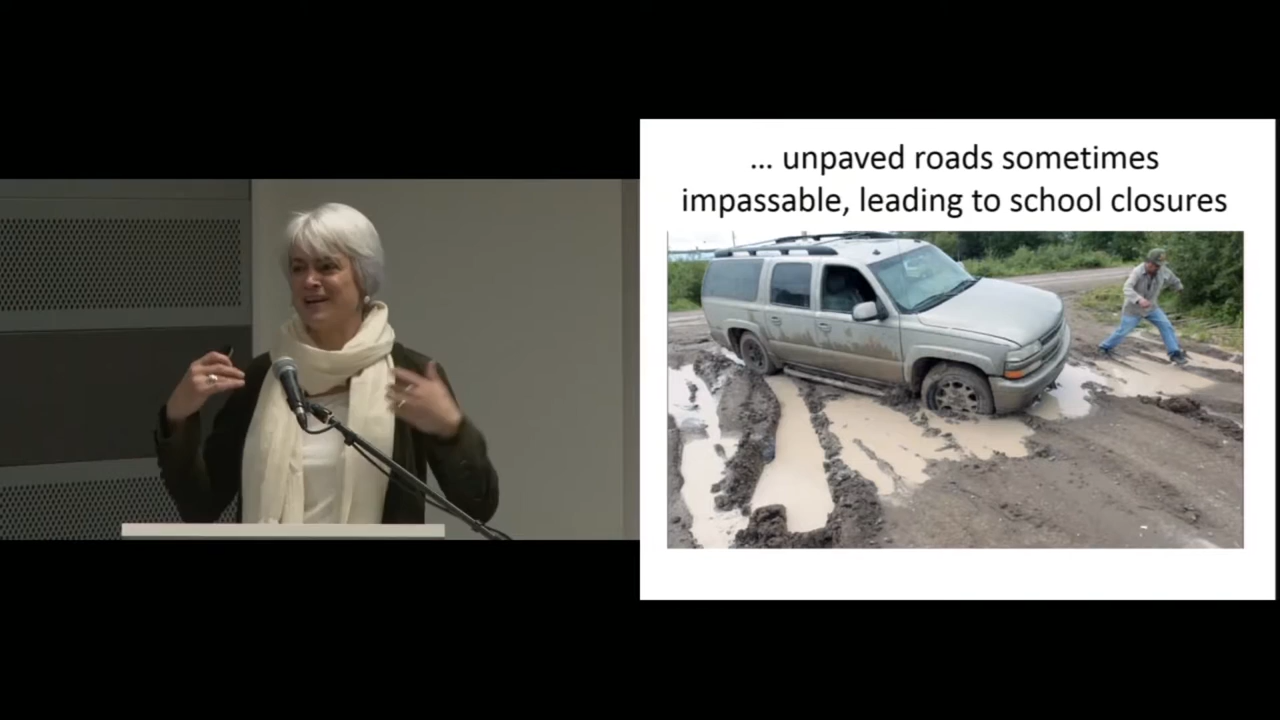 ... unpaved roads sometimes
impassable, leading to school closures